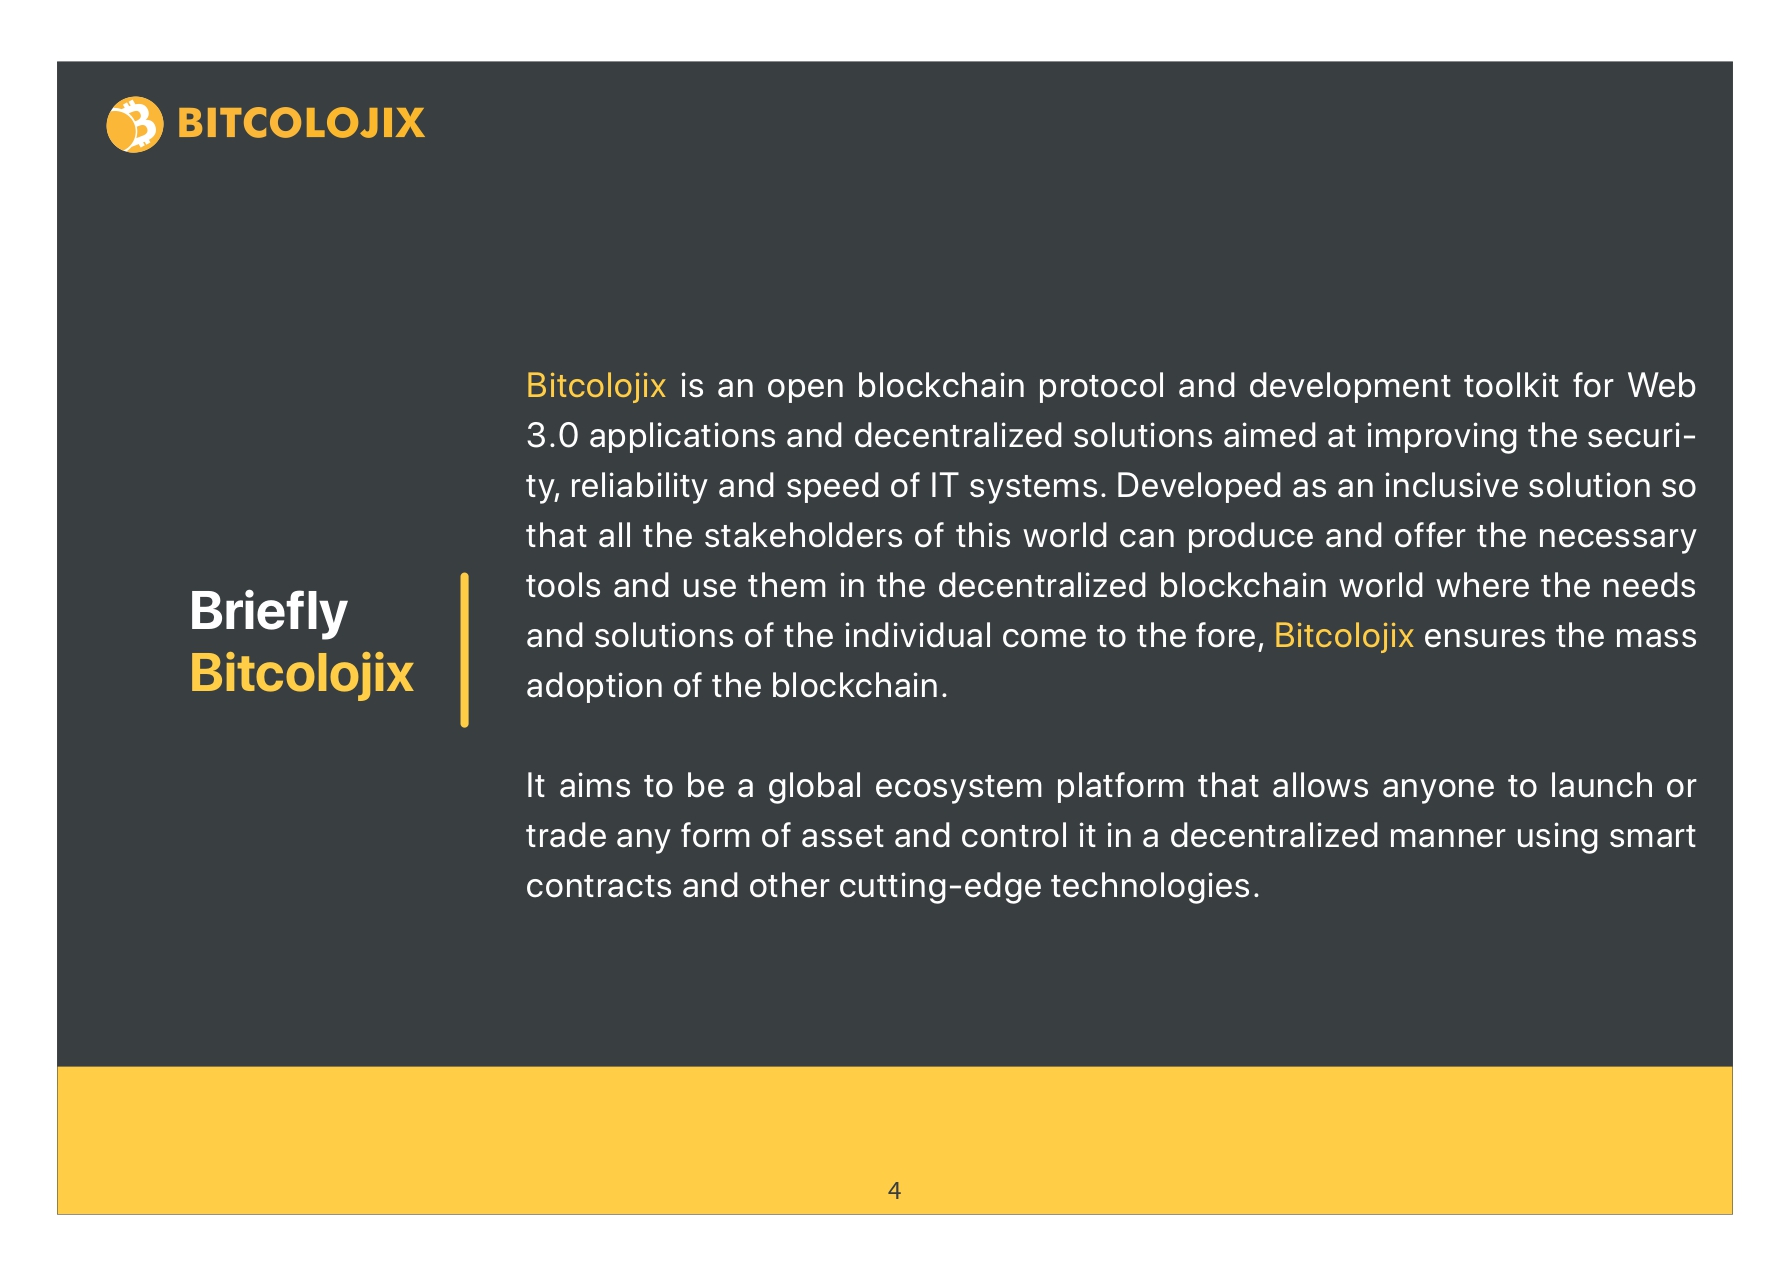 BITCOLOJIX
Briefly
Bitcolojix
Bitcolojix is an open blockchain protocol and development toolkit for Web
3.0 applications and decentralized solutions aimed at improving the securi-
ty, reliability and speed of IT systems. Developed as an inclusive solution so
that all the stakeholders of this world can produce and offer the necessary
tools and use them in the decentralized blockchain world where the needs
and solutions of the individual come to the fore, Bitcolojix ensures the mass
adoption of the blockchain.
It aims to be a global ecosystem platform that allows anyone to launch or
trade any form of asset and control it in a decentralized manner using smart
contracts and other cutting-edge technologies.
4